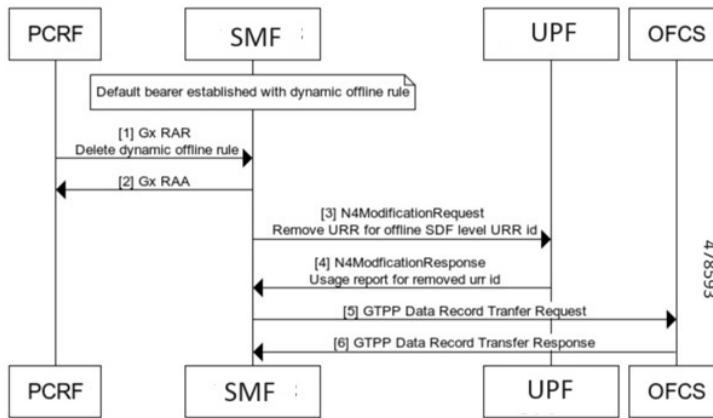 PCRF
SMF
UPF
OFCS
Default bearer established with dynamic offline rule
[1] Gx RAR
Delete dynamic offline rule
[2] Gx RAA
[3] N4ModificationRequest
Remove URR for offline SDF level URR id
[4] N4ModficationResponse
Usage report for removed urr id
[5] GTPP Data Record Tranfer Request
[6] GTPP Data Record Transfer Response
478593
PCRF
SMF
UPF
OFCS